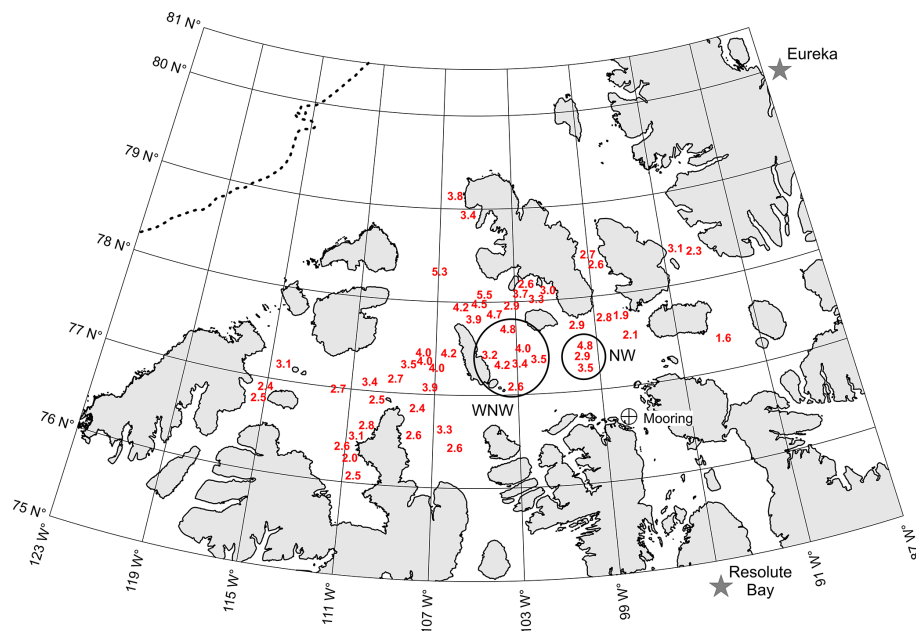 81 N°
80 N°
Eureka
79 N°
3.8
3.4
78 N°
3.1
2.3
2.7
2.6
5.3
2.6
3.0
3.7
3.3
5.5
4.5
2.9
4.2
4.7
3.9
2.8
1.9
2.9
4.8
2.1
1.6
77 N°
4.8
4.0
2.9
NW
3.5
4.0
4.2
3.2
4.0
3.5
3.5
4.0
4.2
3.4
3.1
2.7
3.4
2.7
3.9
2.6
2.4
2.5
2.5
2.4
WNW
Mooring
76 N°
2.8
3.1
2.6
3.3
2.6
2.6
2.0
2.5
75 N°
123 W°
119 W°
115 W°
111 W°
107 W°
103 W°
99 W°
91 W°
87 W°
Resolute
Bay